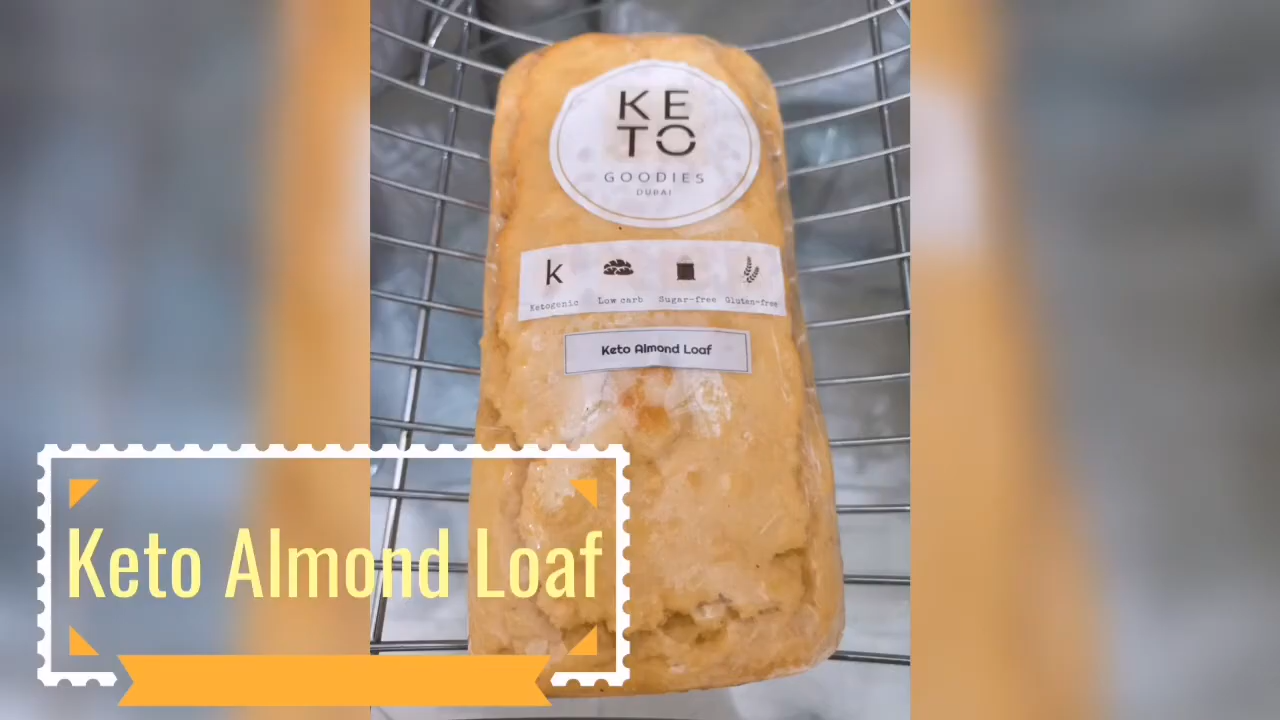 KE
TO
GOODIES
DUBAI
k
Ketogenic Low carb Sugar-free Gluten-free
Keto Almond Loaf
Keto Almond Loaf